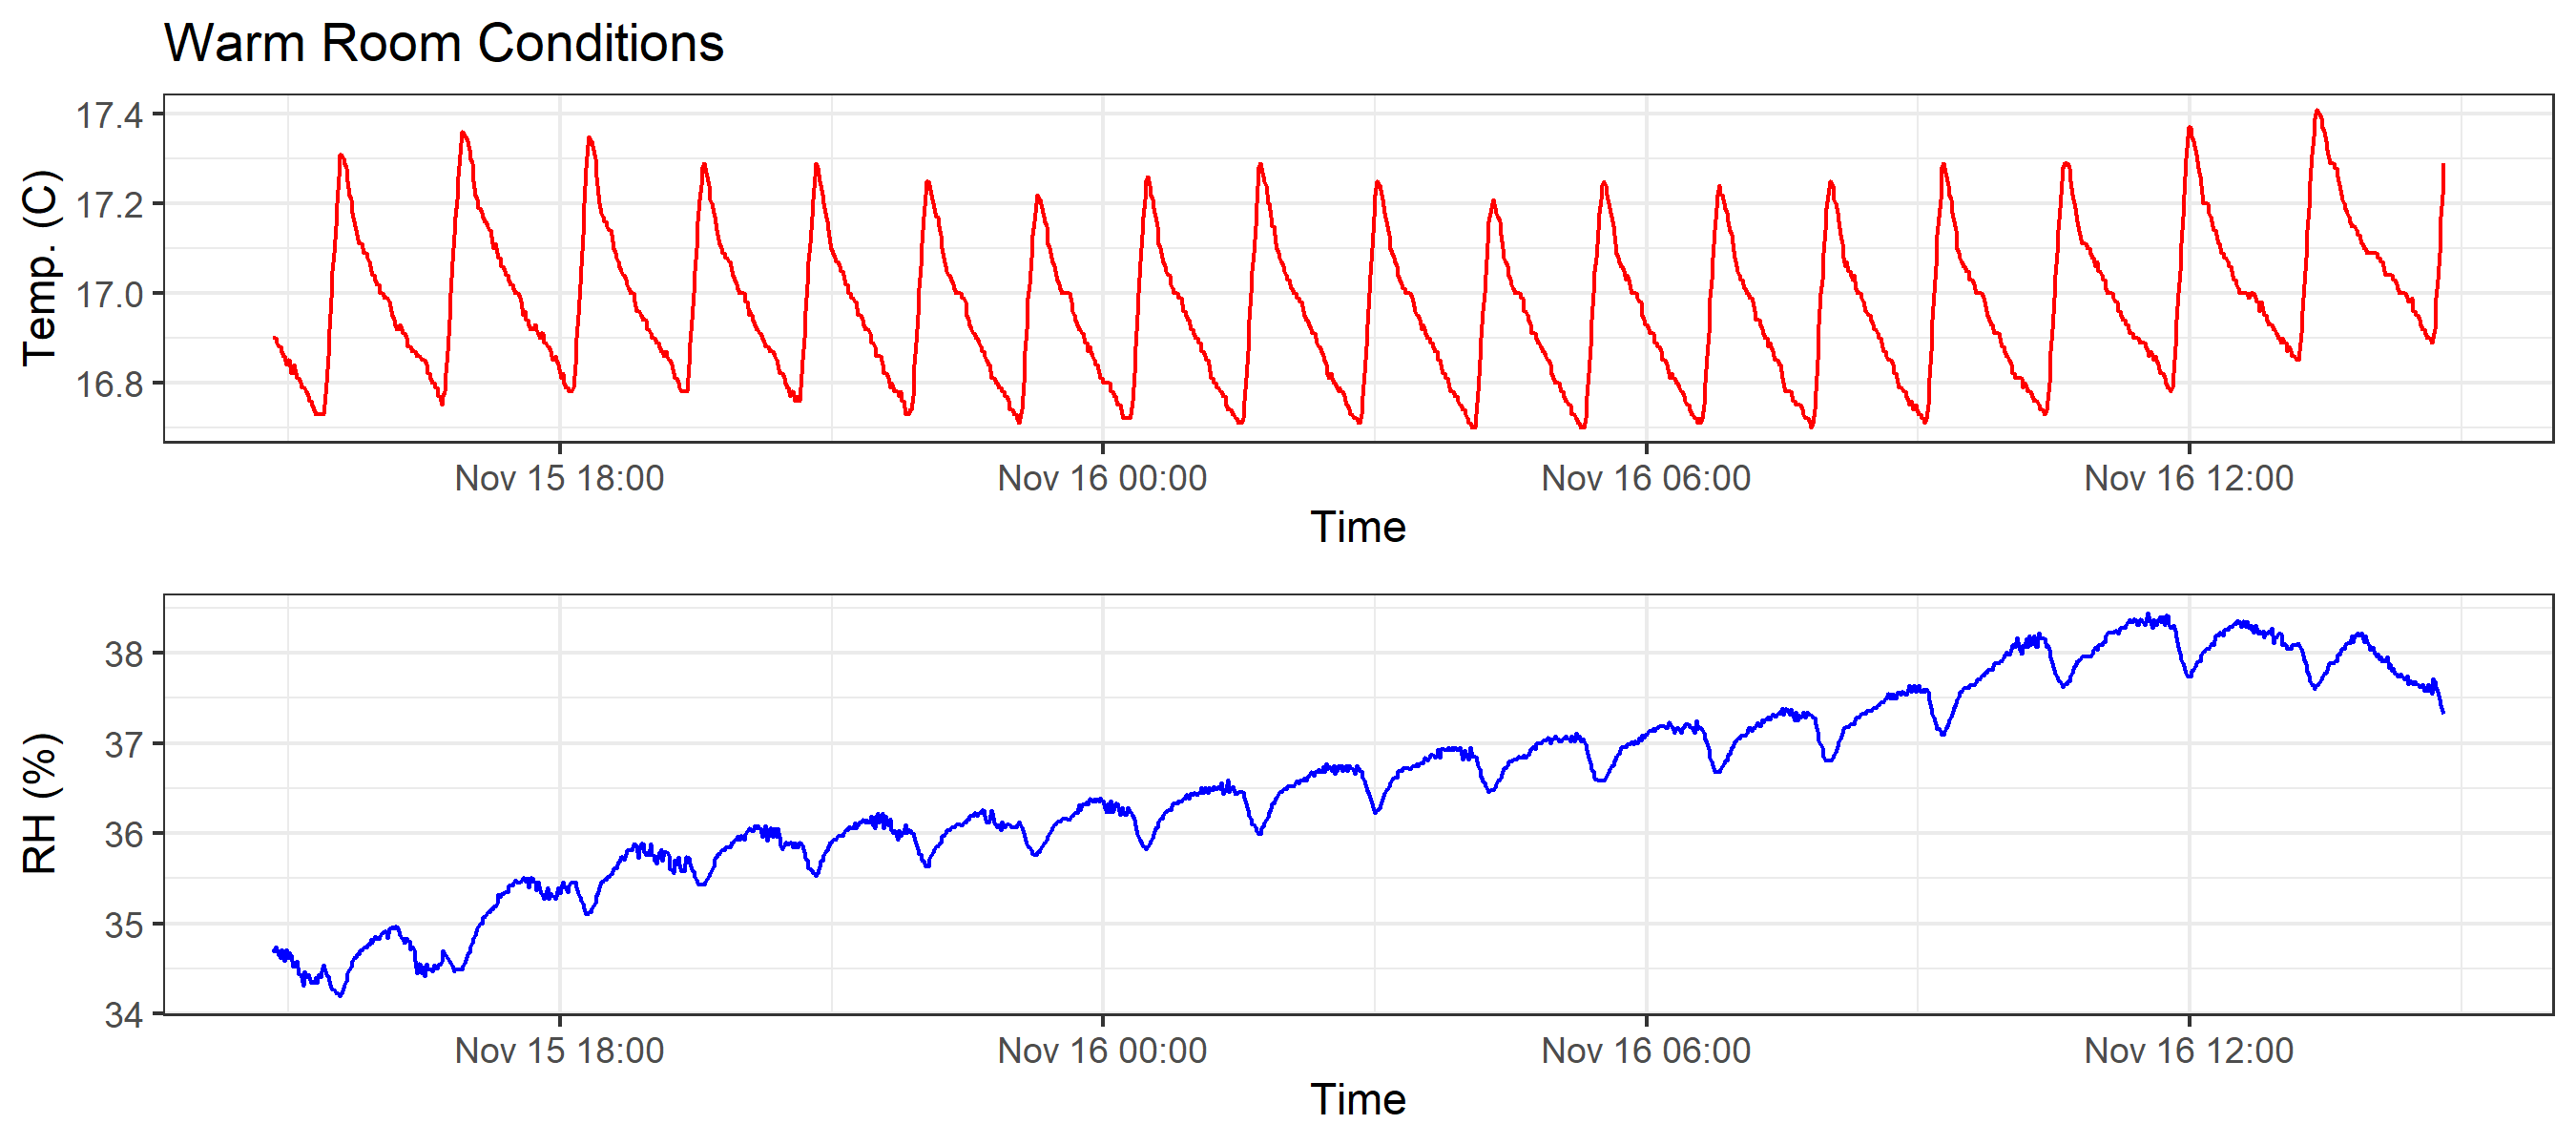 Warm Room Conditions
Temp. (C)
17.4
17.2
17.0
16.8
Nov 15 18:00 Nov 16 00:00 Nov 16 06:00 Nov 16 12:00
Time
RH (%)
38
37
36
35
34
Nov 15 18:00 Nov 16 00:00 Nov 16 06:00 Nov 16 12:00
Time